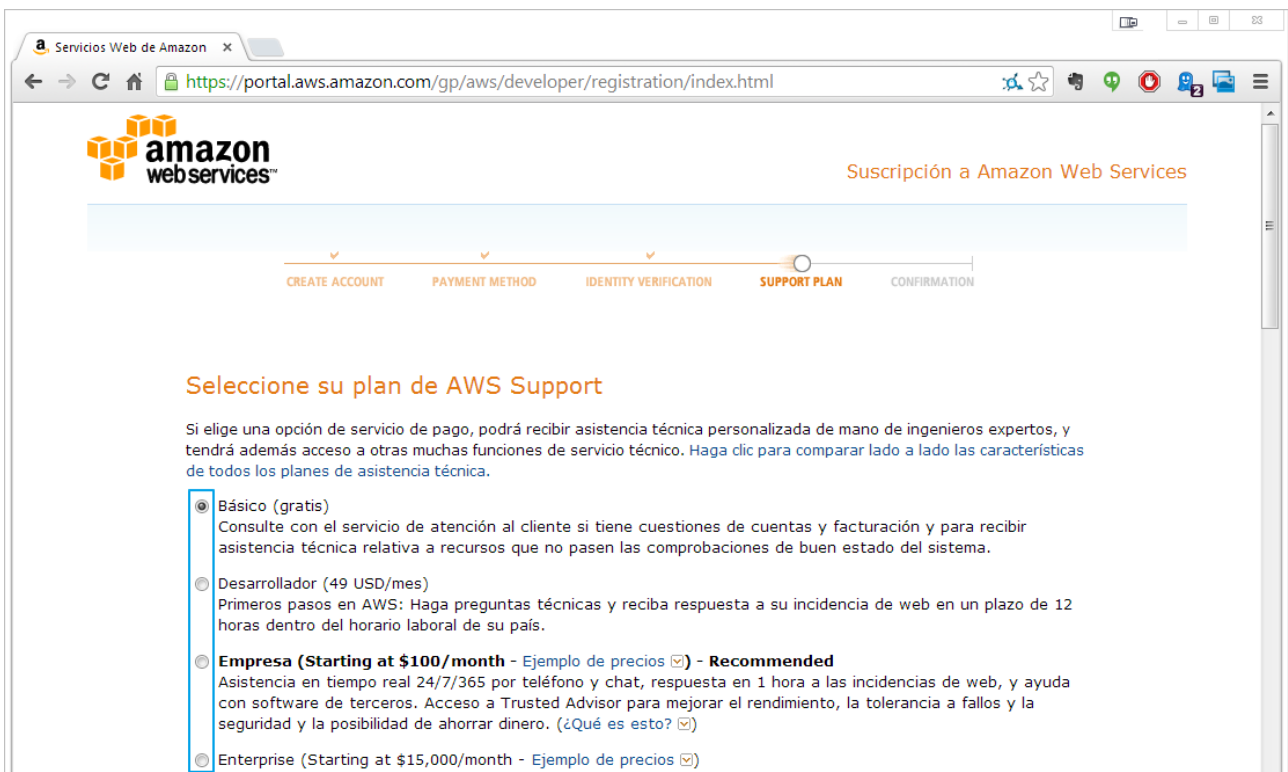 a Servicios Web de Amazon x
https://portal.aws.amazon.com/gp/aws/developer/registration/index.html
2
amazon
web services™
Suscripción a Amazon Web Services
CREATE ACCOUNT PAYMENT METHOD IDENTITY VERIFICATION SUPPORT PLAN CONFIRMATION
Seleccione su plan de AWS Support
Si elige una opción de servicio de pago, podrá recibir asistencia técnica personalizada de mano de ingenieros expertos, y
tendrá además acceso a otras muchas funciones de servicio técnico. Haga clic para comparar lado a lado las características
de todos los planes de asistencia técnica.
Básico (gratis)
Consulte con el servicio de atención al cliente si tiene cuestiones de cuentas y facturación y para recibir
asistencia técnica relativa a recursos que no pasen las comprobaciones de buen estado del sistema.
Desarrollador (49 USD/mes)
Primeros pasos en AWS: Haga preguntas técnicas y reciba respuesta a su incidencia de web en un plazo de 12
horas dentro del horario laboral de su país.
Empresa (Starting at $100/month - Ejemplo de precios) - Recommended
Asistencia en tiempo real 24/7/365 por teléfono y chat, respuesta en 1 hora a las incidencias de web, y ayuda
con software de terceros. Acceso a Trusted Advisor para mejorar el rendimiento, la tolerancia a fallos y la
seguridad y la posibilidad de ahorrar dinero. (¿Qué es esto?)
Enterprise (Starting at $15,000/month - Ejemplo de precios)